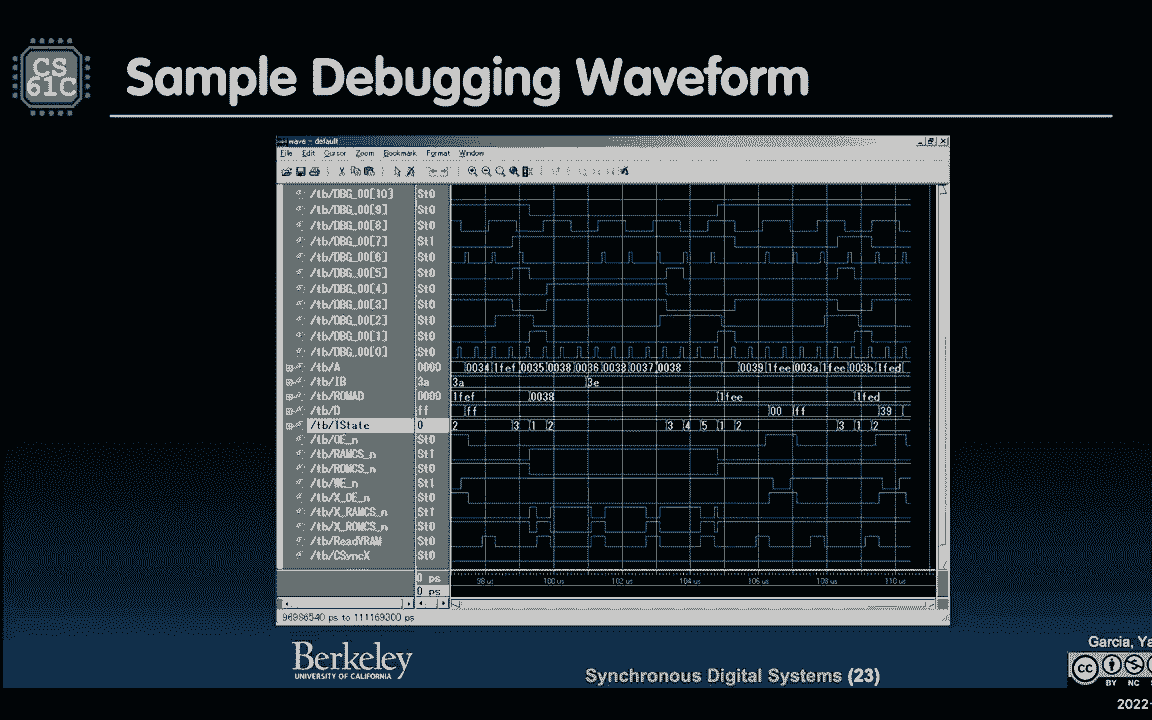 CS
61C
Sample Debugging Waveform
wave - default
File Edit Cursor Zoom Bookmark Format Window
/tb/DBG_00[10] St0
/tb/DBG_00[9] St0
/tb/DBG_00[8] St0
/tb/DBG_00[7] St1
/tb/DBG_00[6] St0
/tb/DBG_00[5] St0
/tb/DBG_00[4] St0
/tb/DBG_00[3] St0
/tb/DBG_00[2] St0
/tb/DBG_00[1] St0
/tb/DBG_00[0] St0
/tb/A 0000 0034 1fef 0035 0038 0036 0038 0037 0038 0039 1fee 003a 1fee 003b 1fed
/tb/IB 3a 3a 3e
/tb/ROMAD 0000 1fef 0038 1fee 1fed
/tb/D ff ff 00 ff 39
/tb/IState 0 2 3 1 2 3 4 5 1 2 3 1 2
/tb/OE_n St0
/tb/RAMCS_n St1
/tb/ROMCS_n St0
/tb/WE_n St1
/tb/X_OE_n St0
/tb/X_RAMCS_n St1
/tb/X_ROMCS_n St0
/tb/ReadVRAM St0
/tb/CSyncX St0
0 ps 98 us 100 us 102 us 104 us 106 us 108 us 110 us
0 ps
96986540 ps to 111169300 ps
Berkeley
UNIVERSITY OF CALIFORNIA
Synchronous Digital Systems (23)
Garcia, Ya
CC
BY NC
2022-